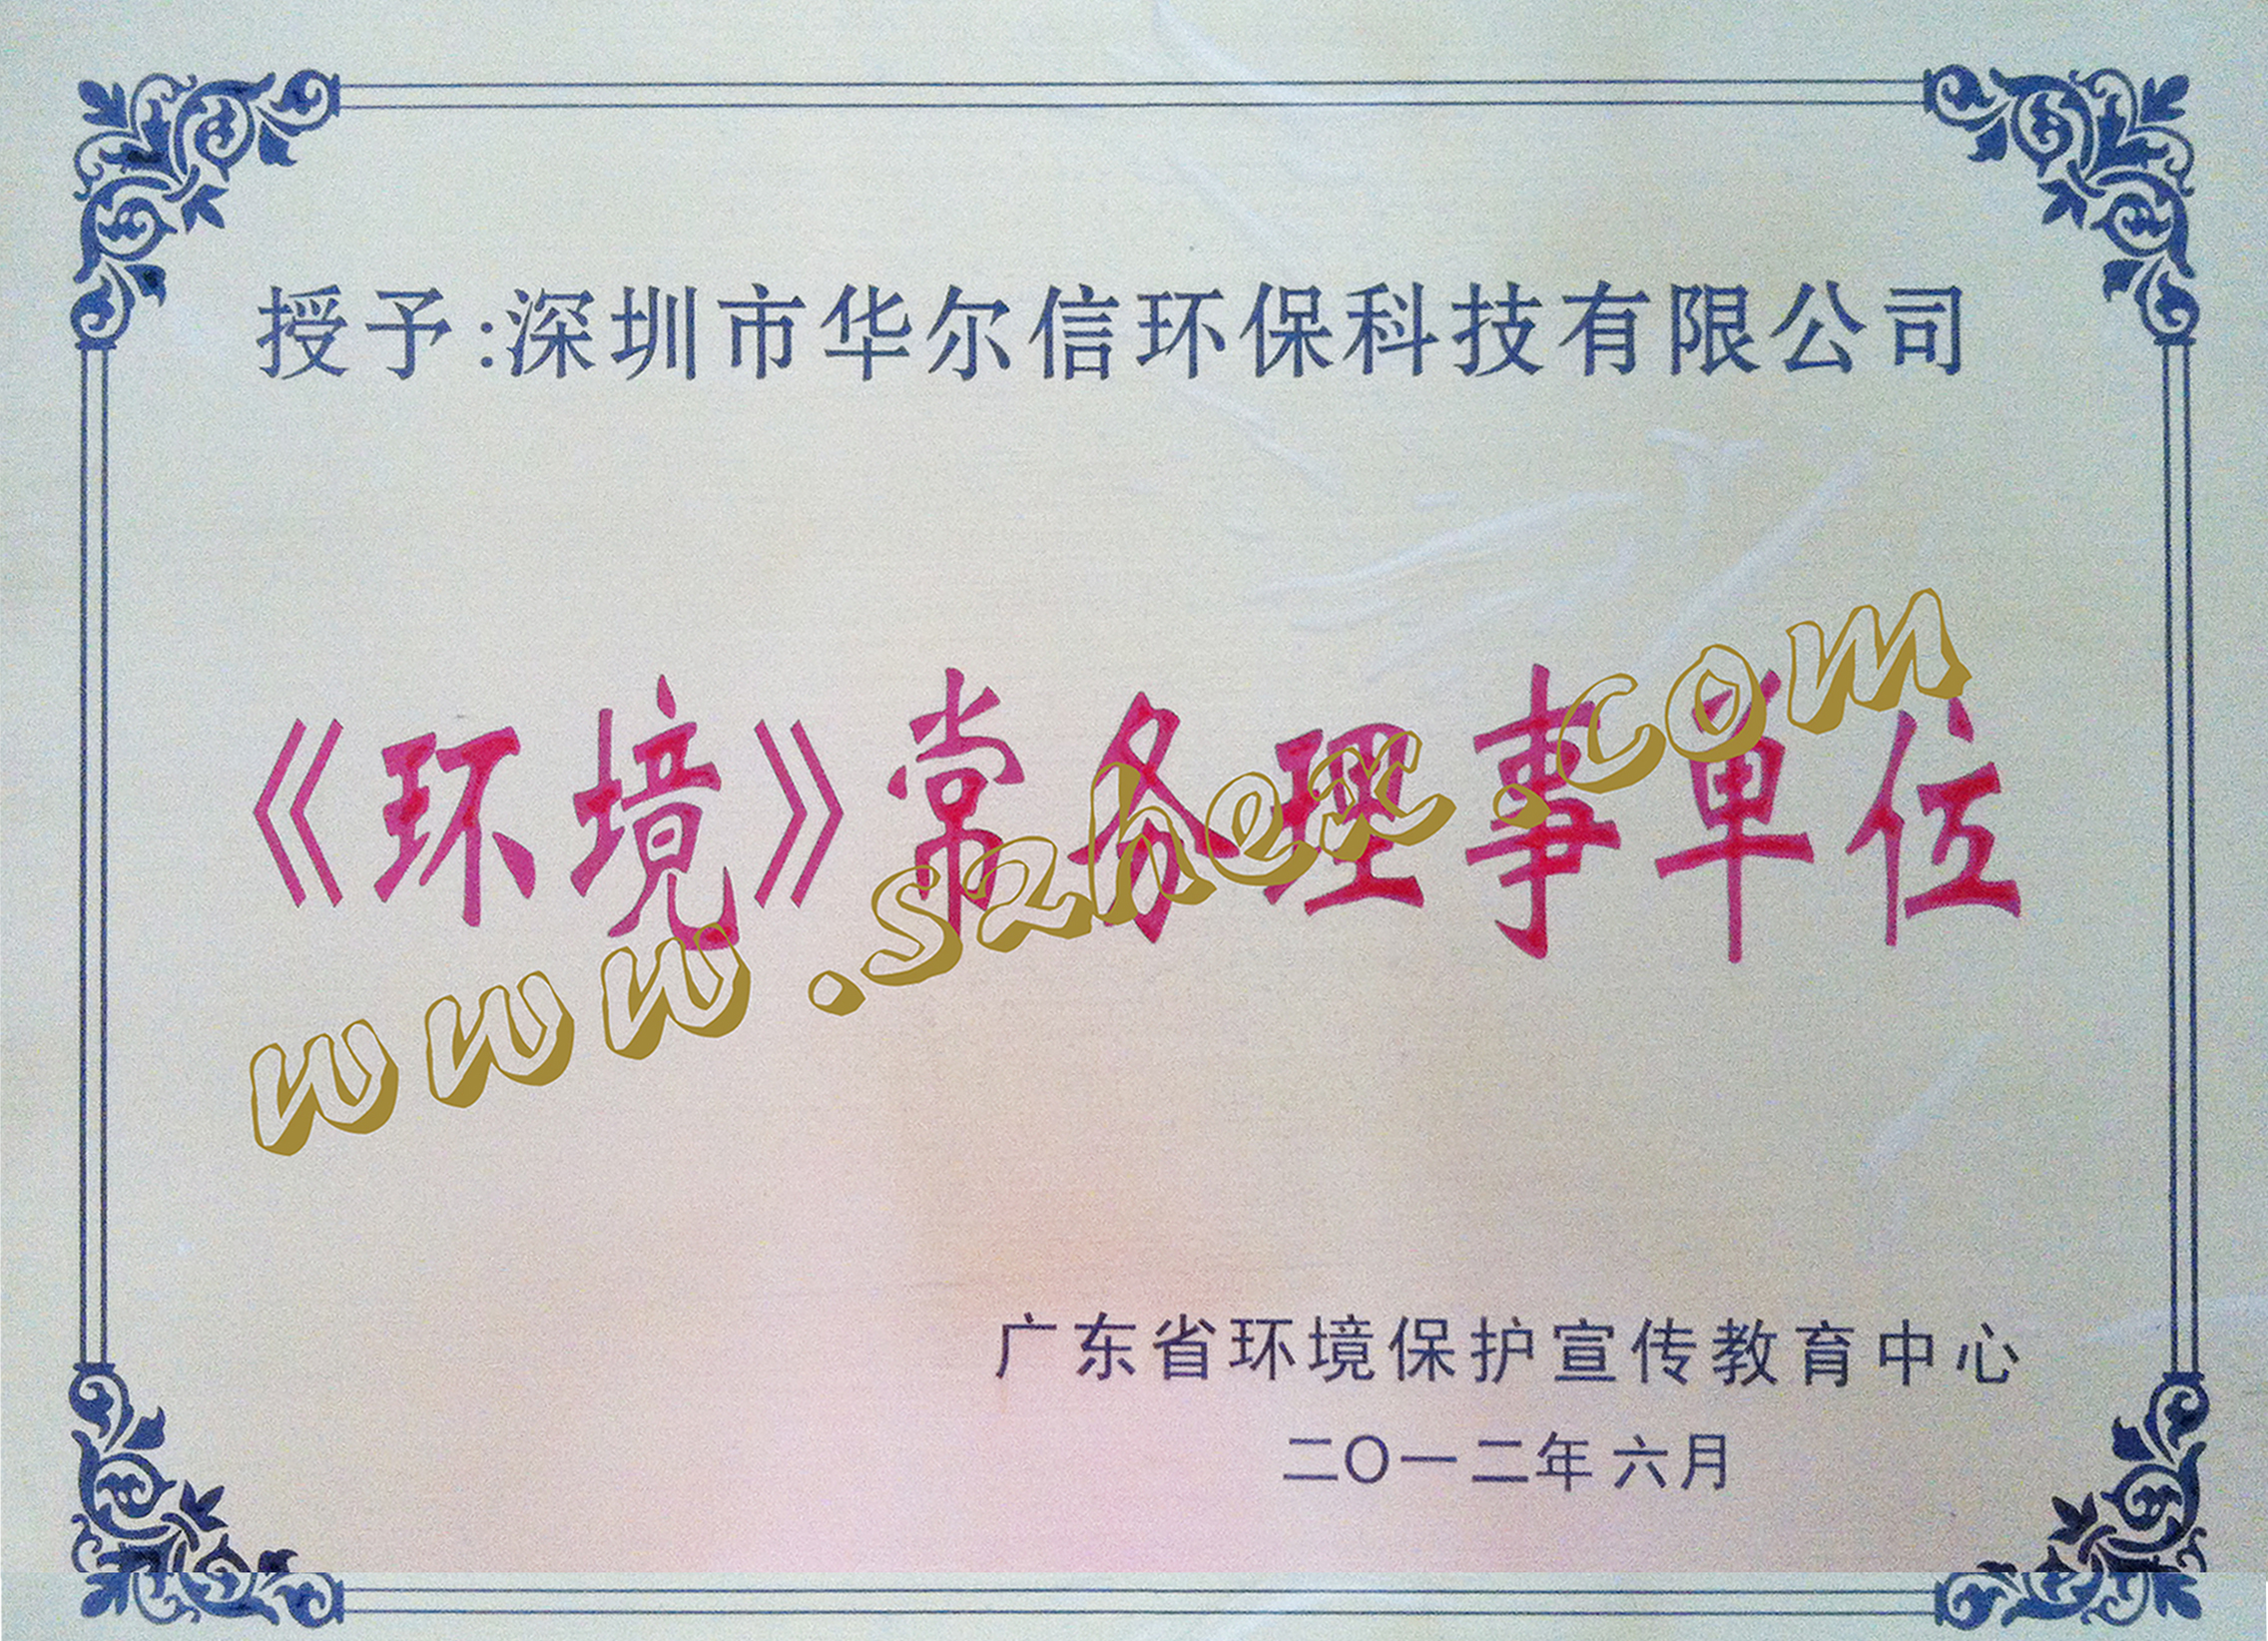 授予:深圳市华尔信环保科技有限公司
《环境》常务理事单位
www.szhex.com
广东省环境保护宣传教育中心
二〇一二年六月